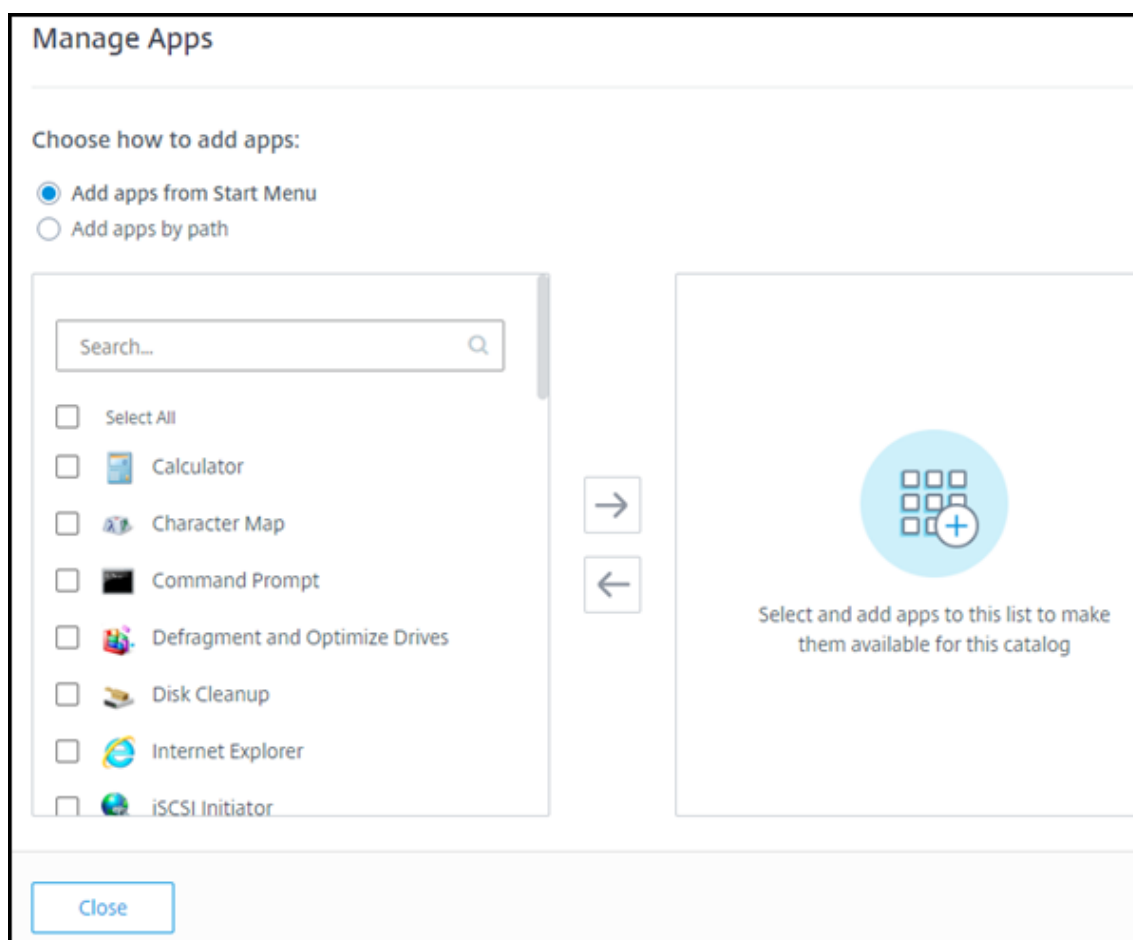 Manage Apps
Choose how to add apps:
Add apps from Start Menu
Add apps by path
Search...
Select All
Calculator
Character Map
Command Prompt
Defragment and Optimize Drives
Disk Cleanup
Internet Explorer
iSCSI Initiator
Select and add apps to this list to make
them available for this catalog
Close